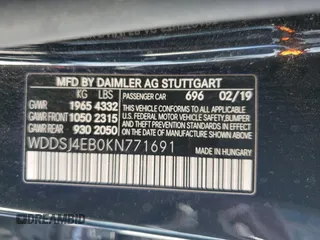 MFD BY DAIMLER AG STUTTGART
KG LBS PASSENGER CAR 696 02/19
GVWR 1965 4332
GAWR FRONT 1050 2315
GAWR REAR 930 2050
THIS VEHICLE CONFORMS TO ALL APPLICABLE
U.S. FEDERAL MOTOR VEHICLE SAFETY, BUMPER
AND THEFT PREVENTION STANDARDS IN EFFECT
ON THE DATE OF MANUFACTURE SHOWN ABOVE.
WDDSJ4EB0KN771691 MADE IN HUNGARY
DREAMBID